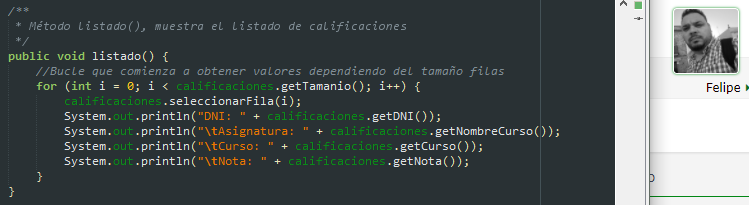 /**
 * Método listado(), muestra el listado de calificaciones
 */
public void listado() {
    //Bucle que comienza a obtener valores dependiendo del tamaño filas
    for (int i = 0; i < calificaciones.getTamanio(); i++) {
        calificaciones.seleccionarFila(i);
        System.out.println("DNI: " + calificaciones.getDNI());
        System.out.println("\tAsignatura: " + calificaciones.getNombreCurso());
        System.out.println("\tCurso: " + calificaciones.getCurso());
        System.out.println("\tNota: " + calificaciones.getNota());
    }
}
Felipe